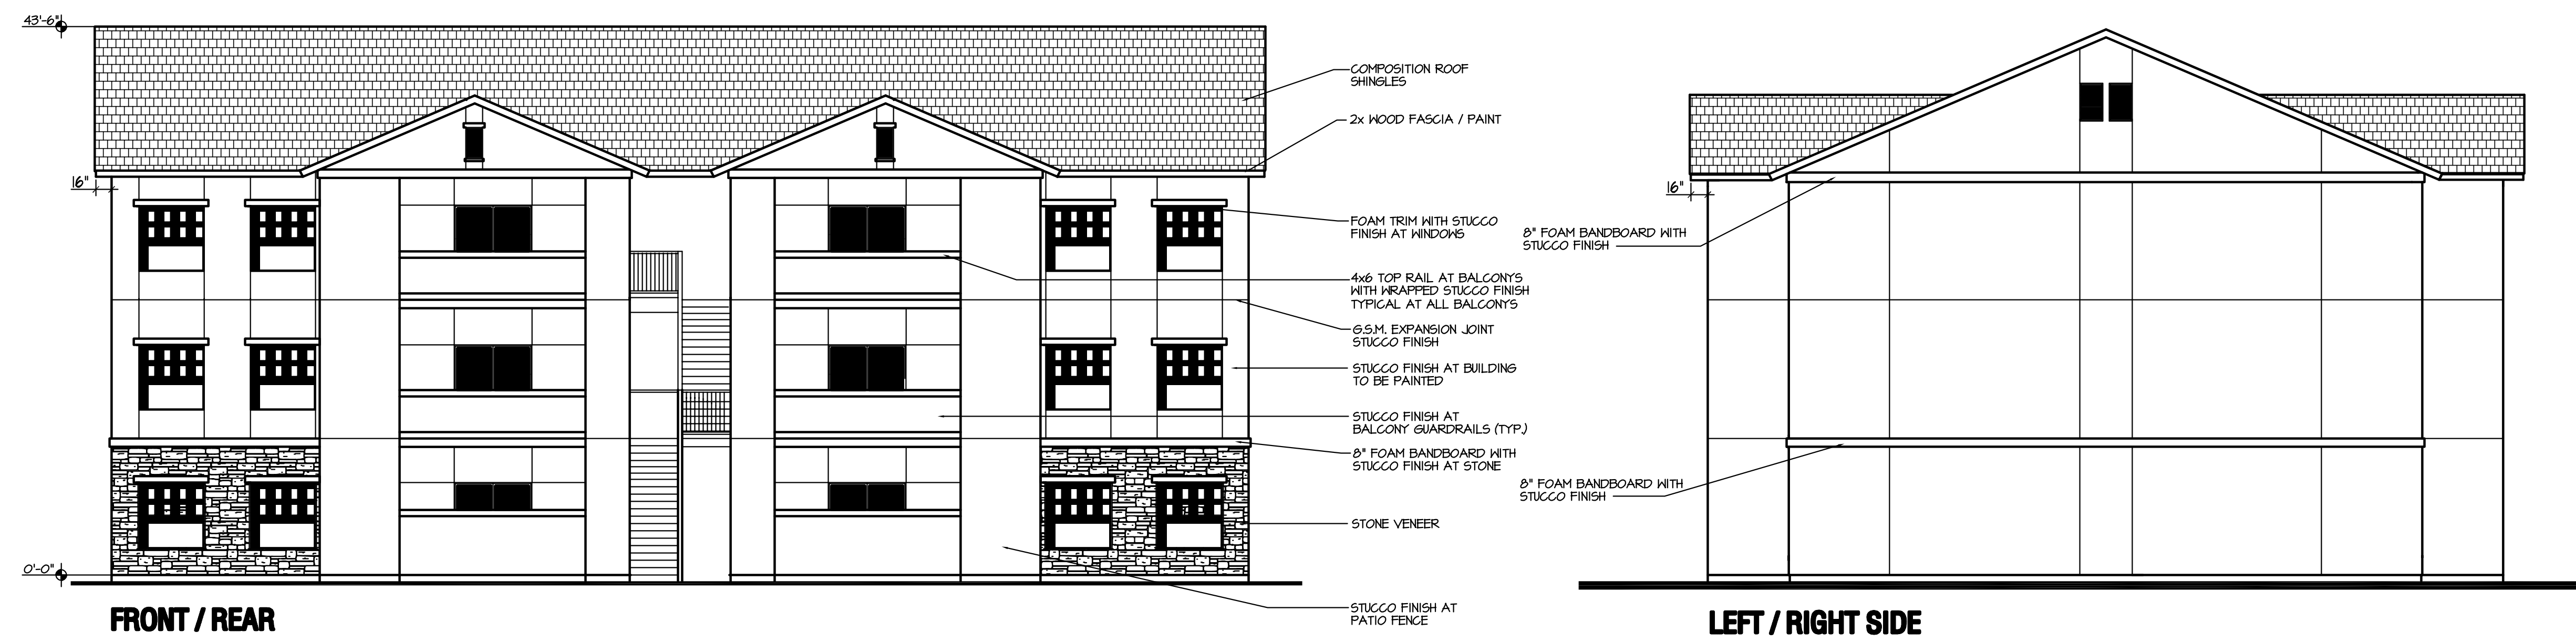 43'-6"
COMPOSITION ROOF
SHINGLES
2x WOOD FASCIA / PAINT
16"
FOAM TRIM WITH STUCCO
FINISH AT WINDOWS
4x6 TOP RAIL AT BALCONYS
WITH WRAPPED STUCCO FINISH
TYPICAL AT ALL BALCONYS
G.S.M. EXPANSION JOINT
STUCCO FINISH
STUCCO FINISH AT BUILDING
TO BE PAINTED
STUCCO FINISH AT
BALCONY GUARDRAILS (TYP.)
8" FOAM BANDBOARD WITH
STUCCO FINISH AT STONE
STONE VENEER
0'-0"
STUCCO FINISH AT
PATIO FENCE
FRONT / REAR
16"
8" FOAM BANDBOARD WITH
STUCCO FINISH
8" FOAM BANDBOARD WITH
STUCCO FINISH
LEFT / RIGHT SIDE